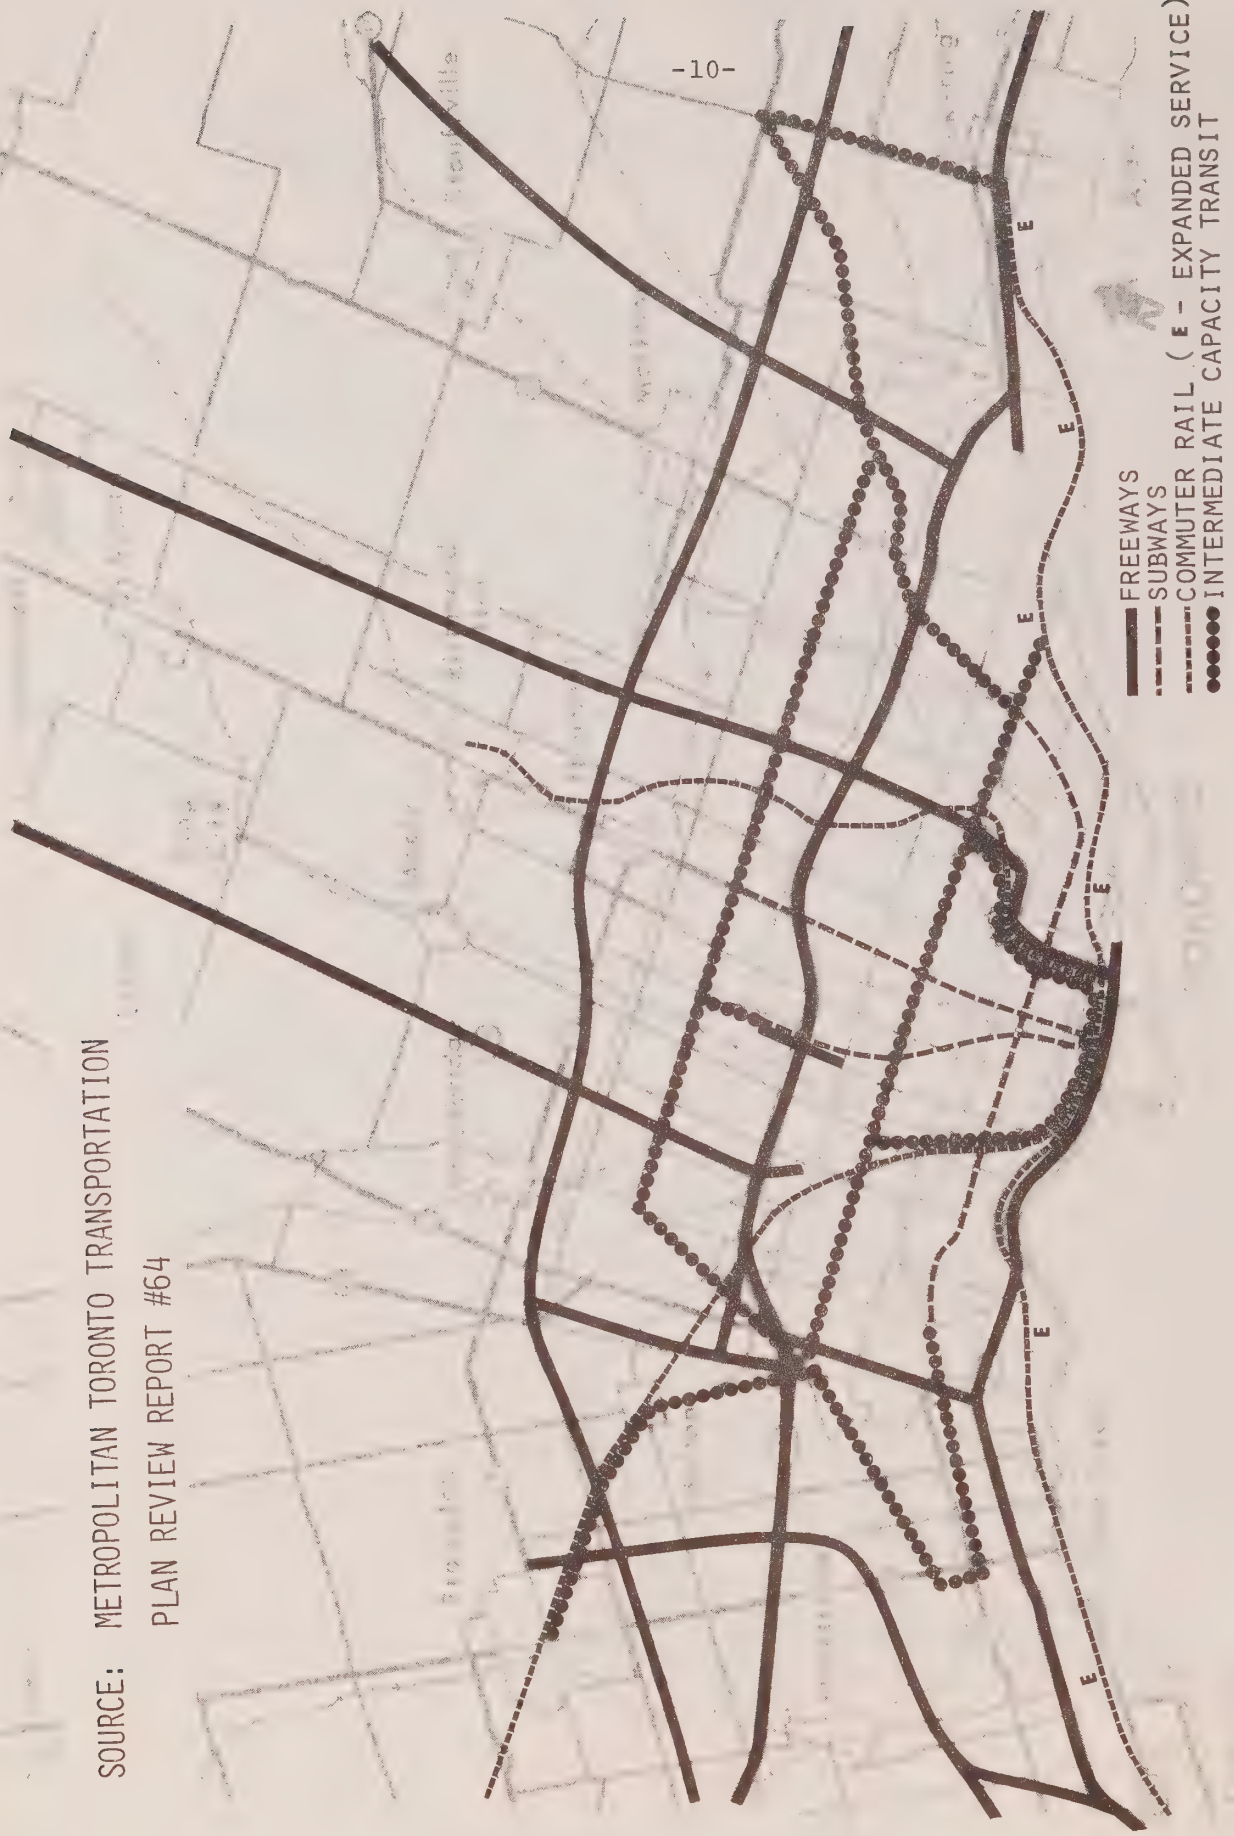 -10-
SOURCE: METROPOLITAN TORONTO TRANSPORTATION
PLAN REVIEW REPORT #64
FREEWAYS
SUBWAYS
COMMUTER RAIL ( E - EXPANDED SERVICE)
INTERMEDIATE CAPACITY TRANSIT
E
E
E
E
E
E